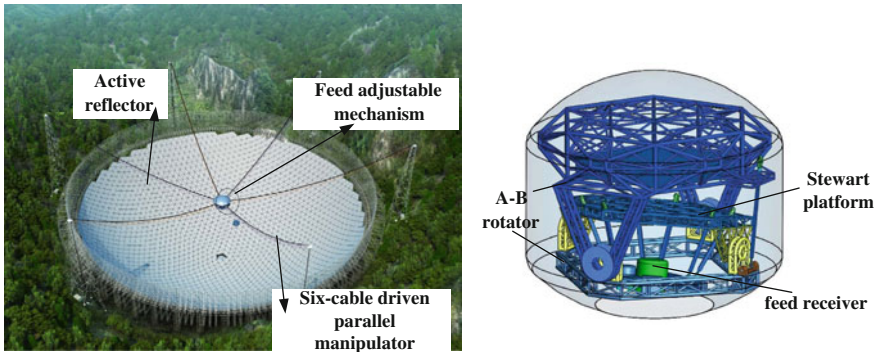 Active
reflector
Feed adjustable
mechanism
Six-cable driven
parallel
manipulator
A-B
rotator
Stewart
platform
feed receiver